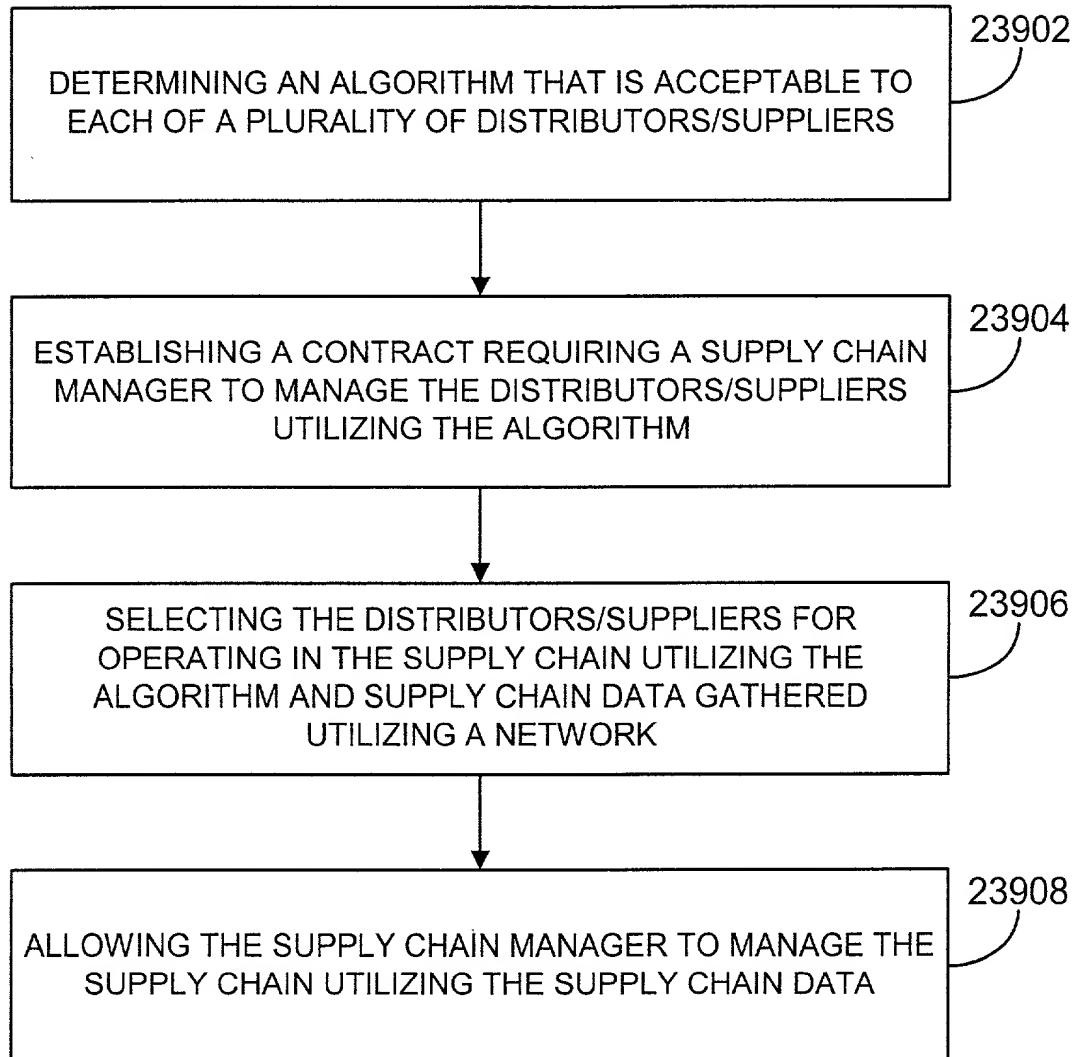 23902
DETERMINING AN ALGORITHM THAT IS ACCEPTABLE TO
EACH OF A PLURALITY OF DISTRIBUTORS/SUPPLIERS
23904
ESTABLISHING A CONTRACT REQUIRING A SUPPLY CHAIN
MANAGER TO MANAGE THE DISTRIBUTORS/SUPPLIERS
UTILIZING THE ALGORITHM
23906
SELECTING THE DISTRIBUTORS/SUPPLIERS FOR
OPERATING IN THE SUPPLY CHAIN UTILIZING THE
ALGORITHM AND SUPPLY CHAIN DATA GATHERED
UTILIZING A NETWORK
23908
ALLOWING THE SUPPLY CHAIN MANAGER TO MANAGE THE
SUPPLY CHAIN UTILIZING THE SUPPLY CHAIN DATA